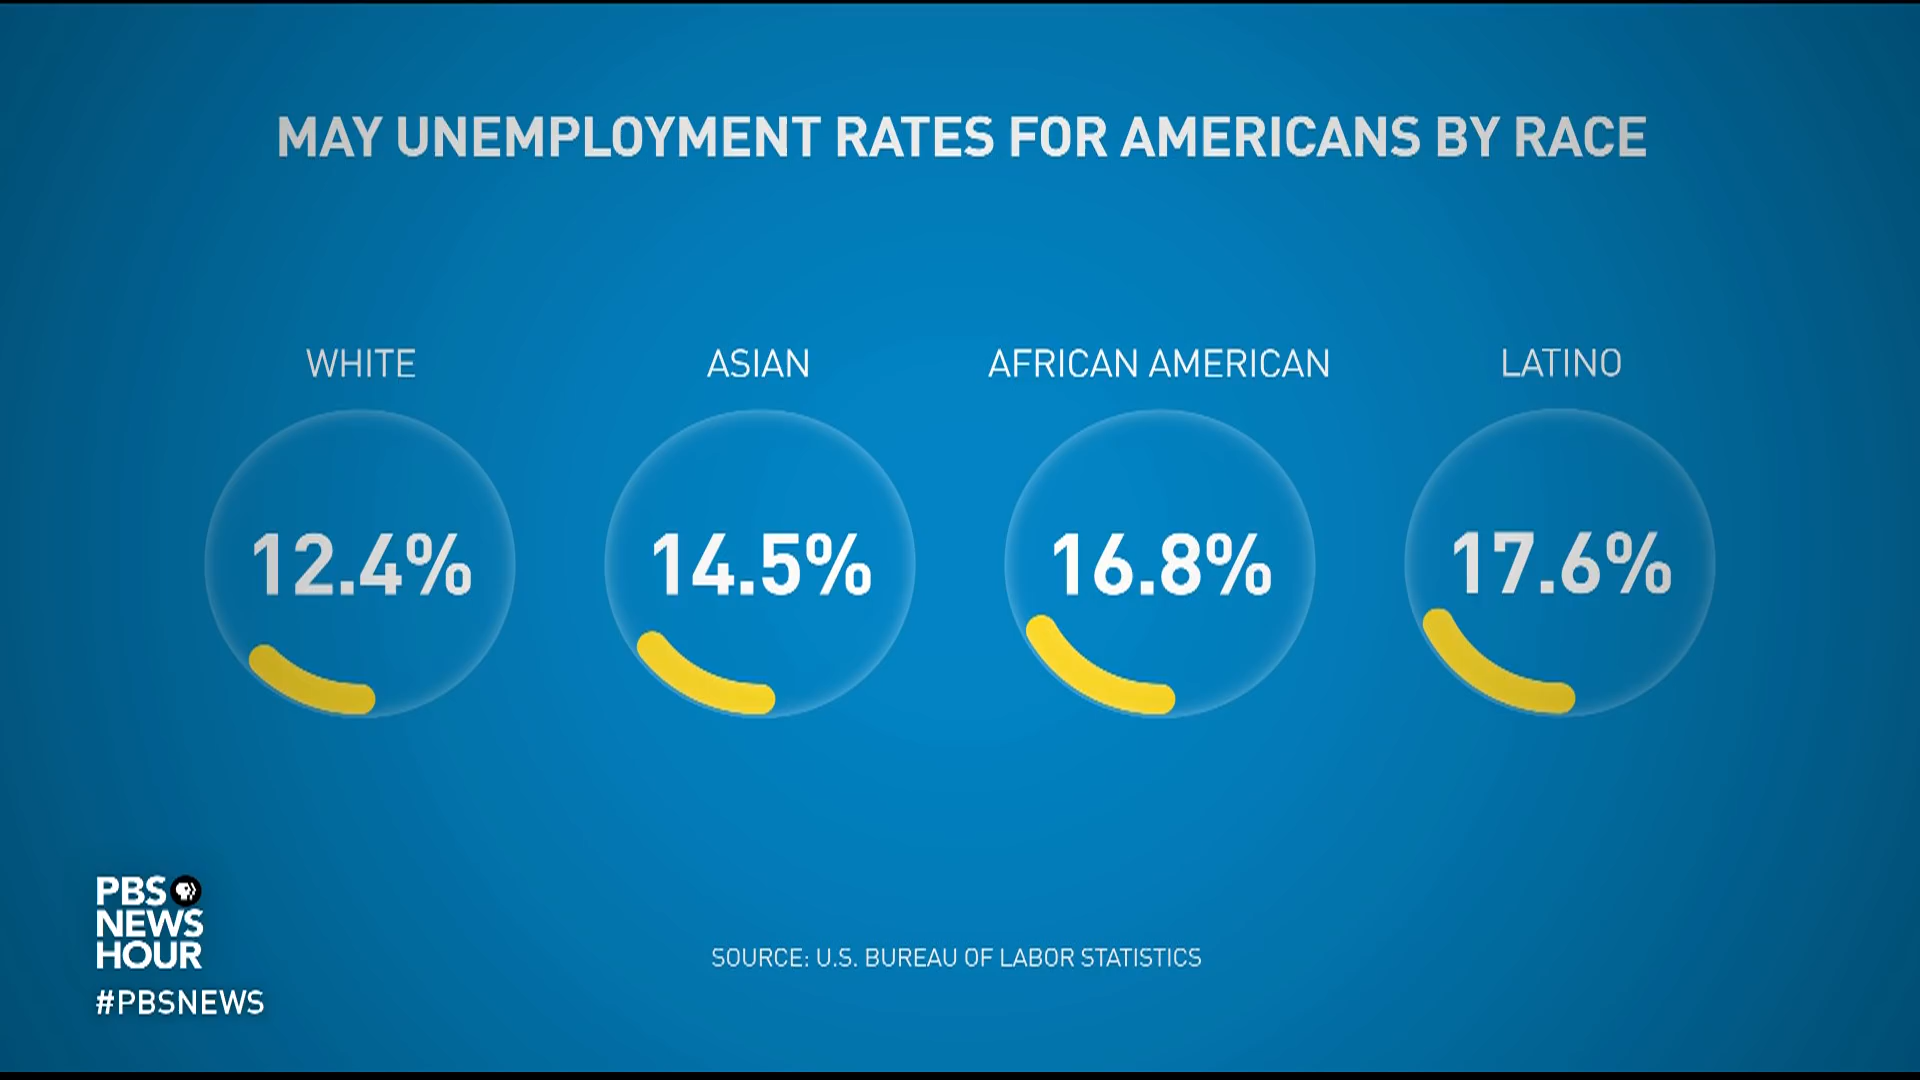 MAY UNEMPLOYMENT RATES FOR AMERICANS BY RACE
WHITE
12.4%
ASIAN
14.5%
AFRICAN AMERICAN
16.8%
LATINO
17.6%
PBS
NEWS
HOUR
#PBSNEWS
SOURCE: U.S. BUREAU OF LABOR STATISTICS